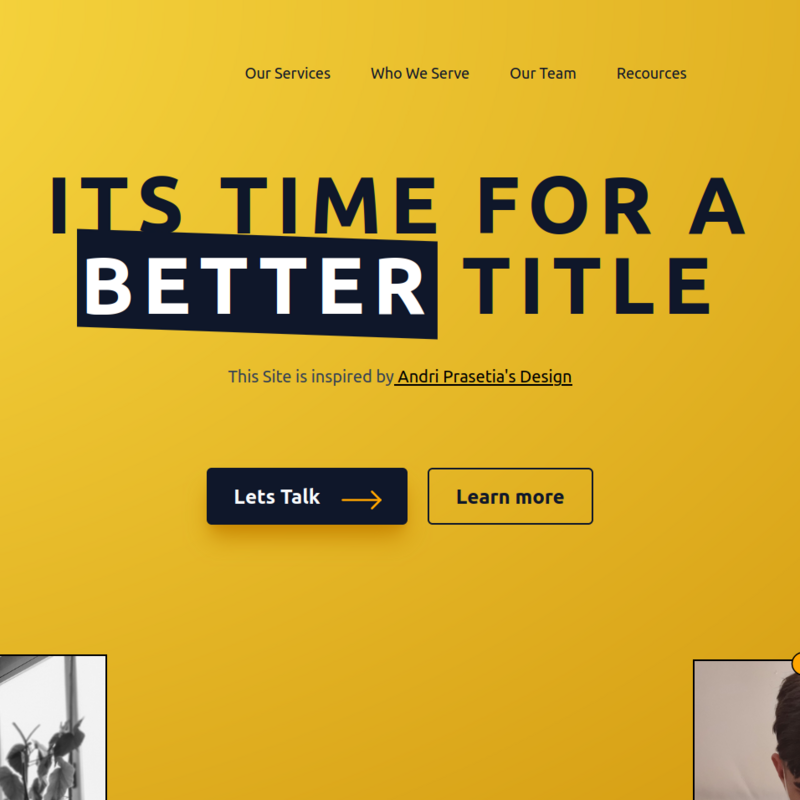 Our Services Who We Serve Our Team Recources
ITS TIME FOR A
BETTER TITLE
This Site is inspired by Andri Prasetia's Design
Lets Talk Learn more